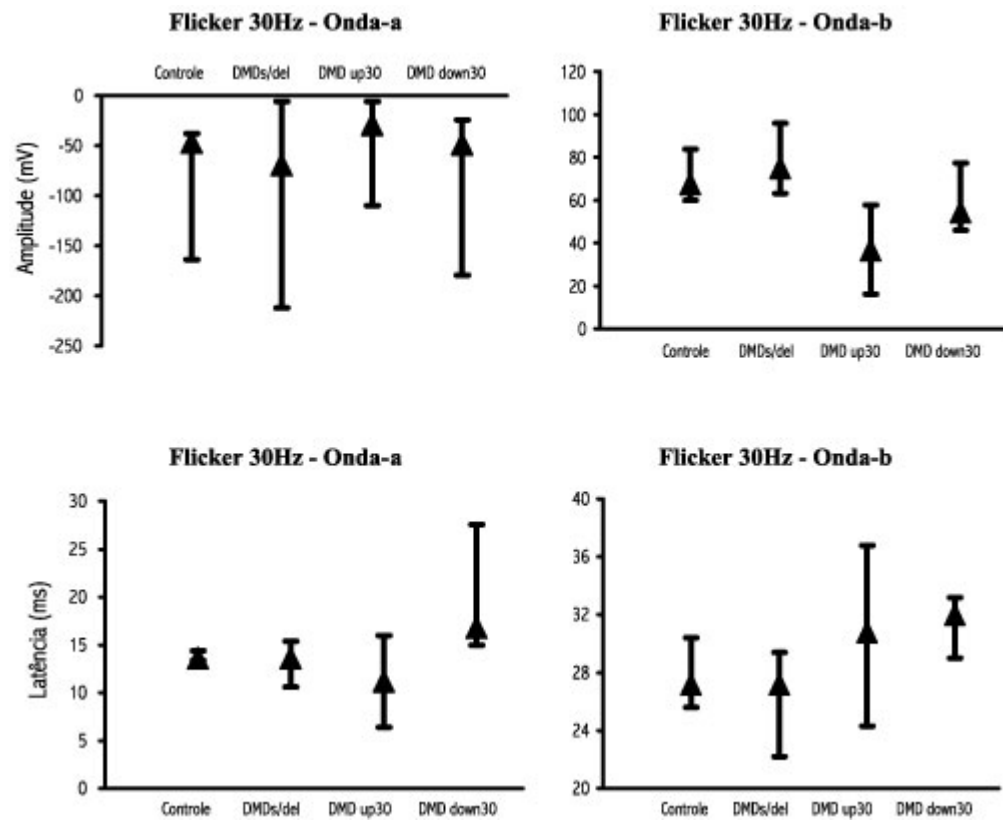 Flicker 30Hz - Onda-a
Controle DMDs/del DMD up30 DMD down30
Amplitude (mV)
0
-50
-100
-150
-200
-250
Flicker 30Hz - Onda-b
120
100
80
60
40
20
0
Controle DMDs/del DMD up30 DMD down30
Flicker 30Hz - Onda-a
Latência (ms)
30
25
20
15
10
5
0
Controle DMDs/del DMD up30 DMD down30
Flicker 30Hz - Onda-b
40
36
32
28
24
20
Controle DMDs/del DMD up30 DMD down30